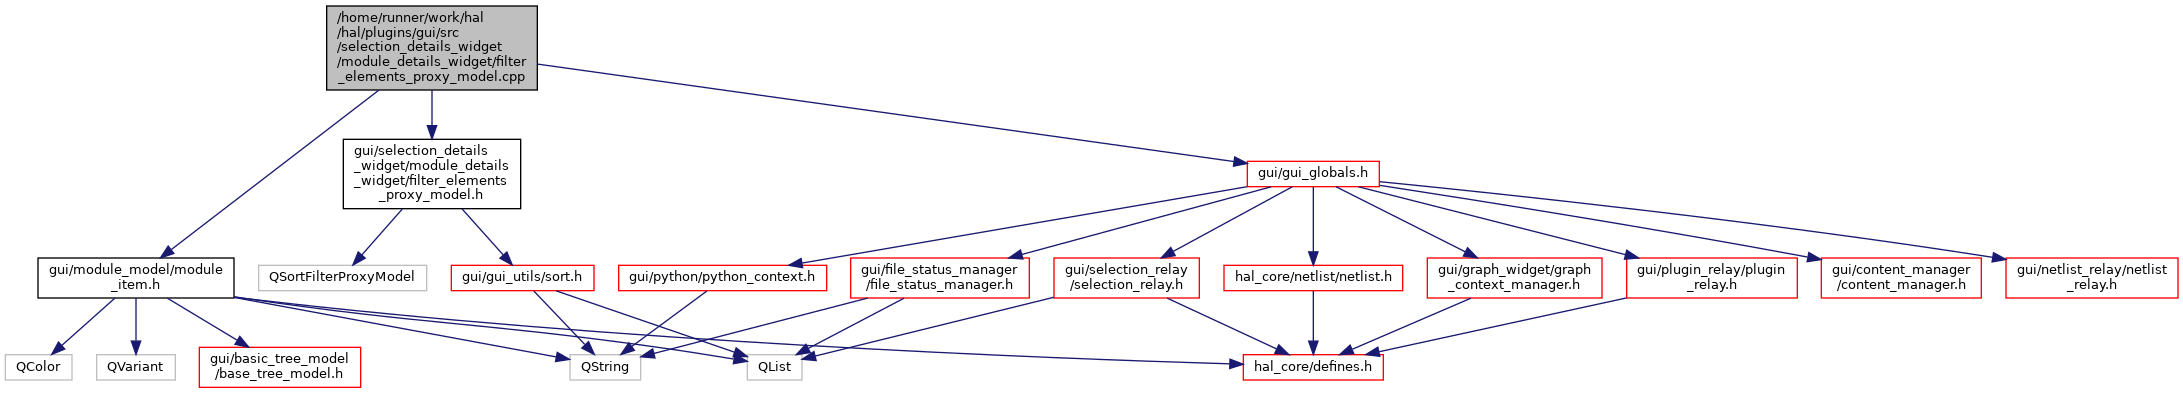 /home/runner/work/hal
/hal/plugins/gui/src
/selection_details_widget
/module_details_widget/filter
_elements_proxy_model.cpp
gui/selection_details
_widget/module_details
_widget/filter_elements
_proxy_model.h
gui/gui_globals.h
gui/module_model/module
_item.h
QSortFilterProxyModel
gui/gui_utils/sort.h
gui/python/python_context.h
gui/file_status_manager
/file_status_manager.h
gui/selection_relay
/selection_relay.h
hal_core/netlist/netlist.h
gui/graph_widget/graph
_context_manager.h
gui/plugin_relay/plugin
_relay.h
gui/content_manager
/content_manager.h
gui/netlist_relay/netlist
_relay.h
QColor
QVariant
gui/basic_tree_model
/base_tree_model.h
QString
QList
hal_core/defines.h